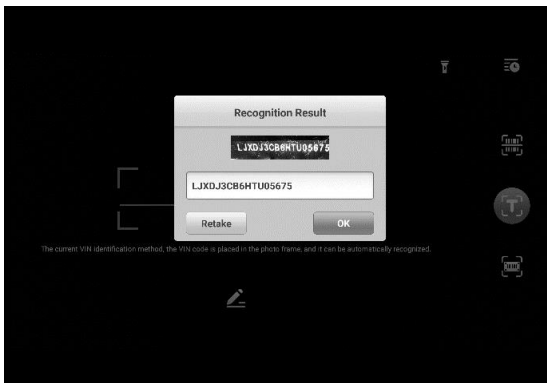 Recognition Result
LJXDJ3CB6HTU05675
LJXDJ3CB6HTU05675
Retake
OK
The current VIN identification method, the VIN code is placed in the photo frame, and it can be automatically recognized.
T